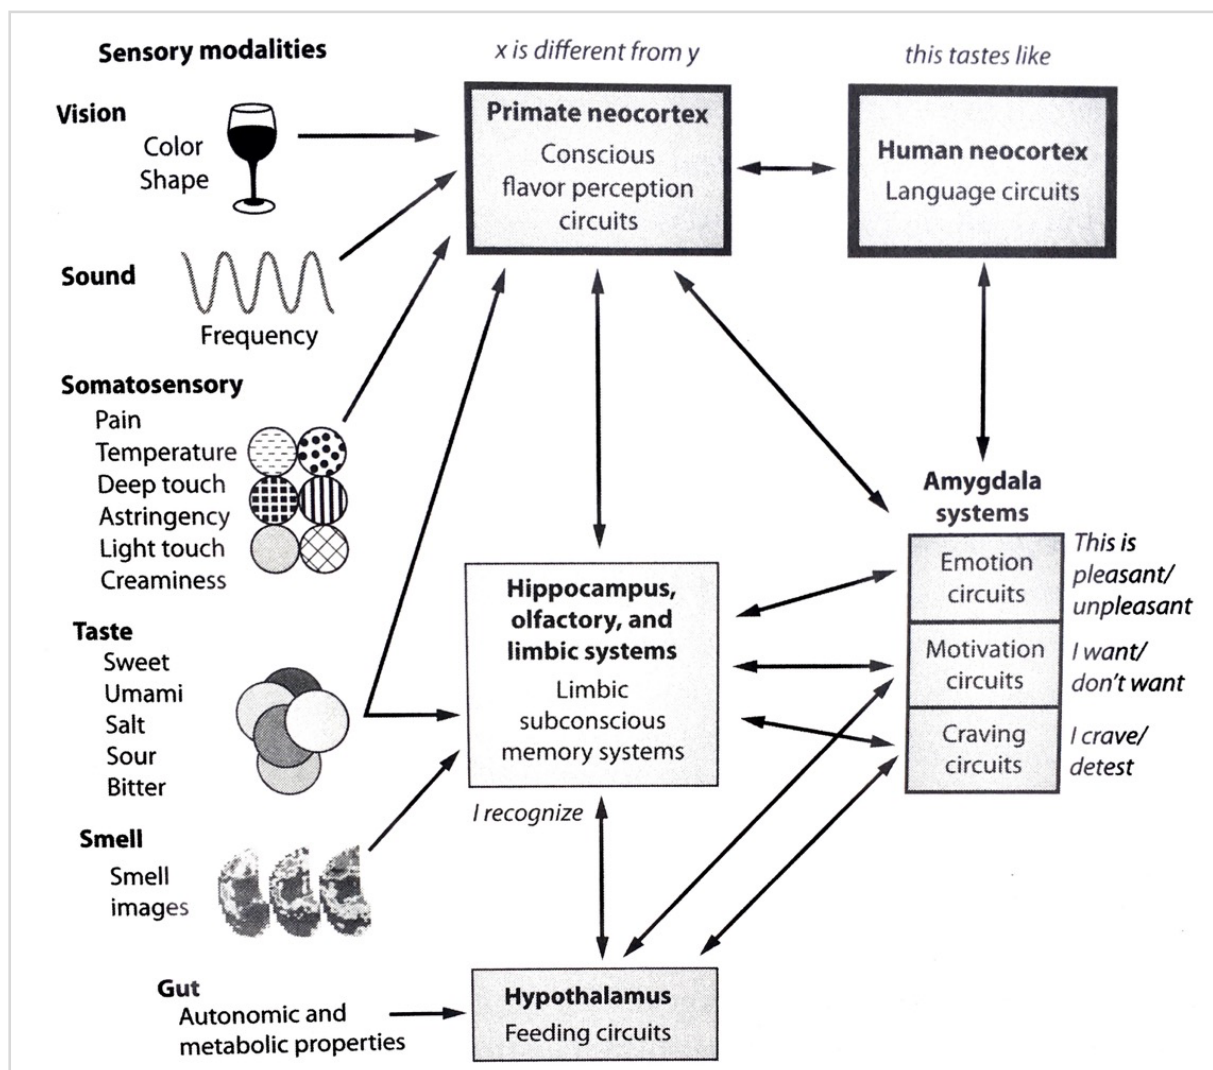 Sensory modalities
Vision
Color
Shape
Sound
Frequency
Somatosensory
Pain
Temperature
Deep touch
Astringency
Light touch
Creaminess
Taste
Sweet
Umami
Salt
Sour
Bitter
Smell
Smell
images
Gut
Autonomic and
metabolic properties
x is different from y
Primate neocortex
Conscious
flavor perception
circuits
this tastes like
Human neocortex
Language circuits
Hippocampus,
olfactory, and
limbic systems
Limbic
subconscious
memory systems
I recognize
Hypothalamus
Feeding circuits
Amygdala
systems
Emotion
circuits
This is
pleasant/
unpleasant
Motivation
circuits
I want/
don't want
Craving
circuits
I crave/
detest